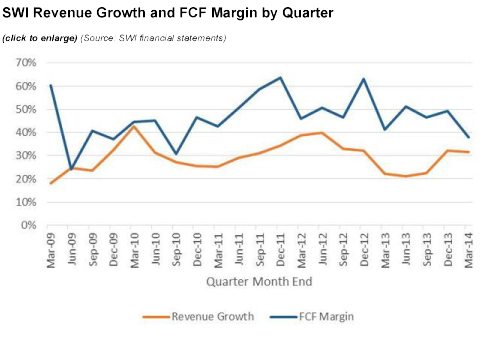 SWI Revenue Growth and FCF Margin by Quarter
(click to enlarge) (Source: SWI financial statements)
70%
60%
50%
40%
30%
20%
10%
0%
Mar-09
Jun-09
Sep-09
Dec-09
Mar-10
Jun-10
Sep-10
Dec-10
Mar-11
Jun-11
Sep-11
Dec-11
Mar-12
Jun-12
Sep-12
Dec-12
Mar-13
Jun-13
Sep-13
Dec-13
Mar-14
Quarter Month End
Revenue Growth FCF Margin